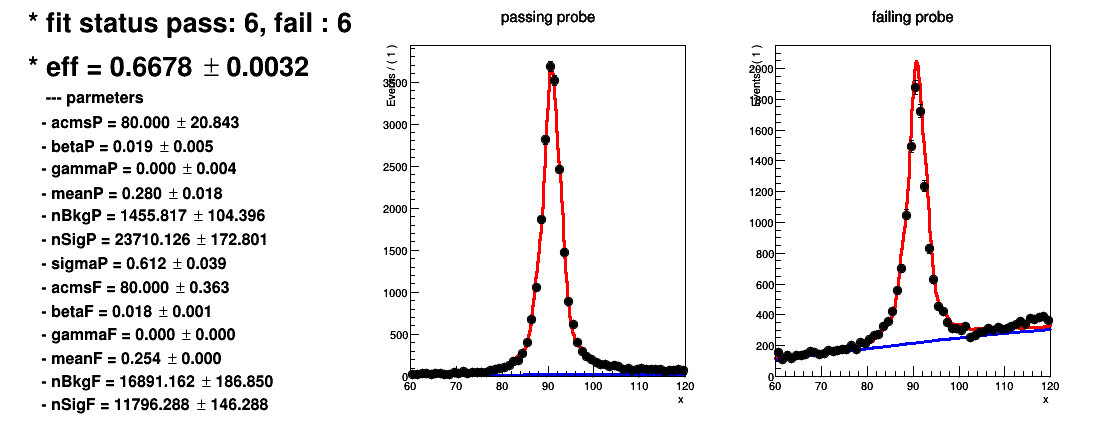 * fit status pass: 6, fail : 6
* eff = 0.6678 ± 0.0032
--- parmeters
- acmsP = 80.000 ± 20.843
- betaP = 0.019 ± 0.005
- gammaP = 0.000 ± 0.004
- meanP = 0.280 ± 0.018
- nBkgP = 1455.817 ± 104.396
- nSigP = 23710.126 ± 172.801
- sigmaP = 0.612 ± 0.039
- acmsF = 80.000 ± 0.363
- betaF = 0.018 ± 0.001
- gammaF = 0.000 ± 0.000
- meanF = 0.254 ± 0.000
- nBkgF = 16891.162 ± 186.850
- nSigF = 11796.288 ± 146.288
passing probe
Events / ( 1 )
3000
2500
2000
1500
1000
500
0
60 70 80 90 100 110 120
x
failing probe
Events / ( 1 )
2000
1800
1600
1400
1200
1000
800
600
400
200
0
60 70 80 90 100 110 120
x